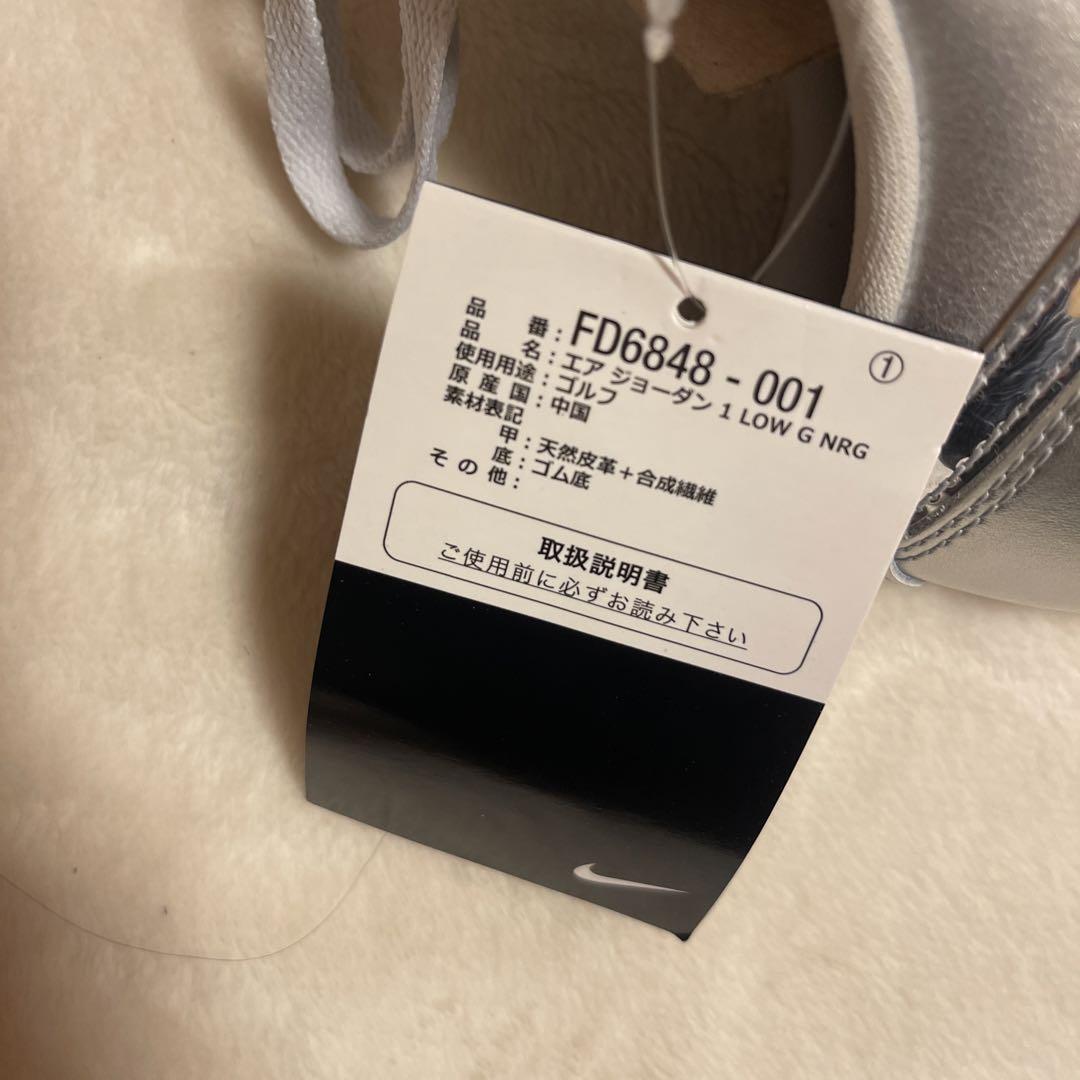 ①
品番：FD6848 - 001
品名：エア ジョーダン 1 LOW G NRG
使用用途：ゴルフ
原産国：中国
素材表記
甲：天然皮革＋合成繊維
底：ゴム底
その他：
取扱説明書
ご使用前に必ずお読み下さい